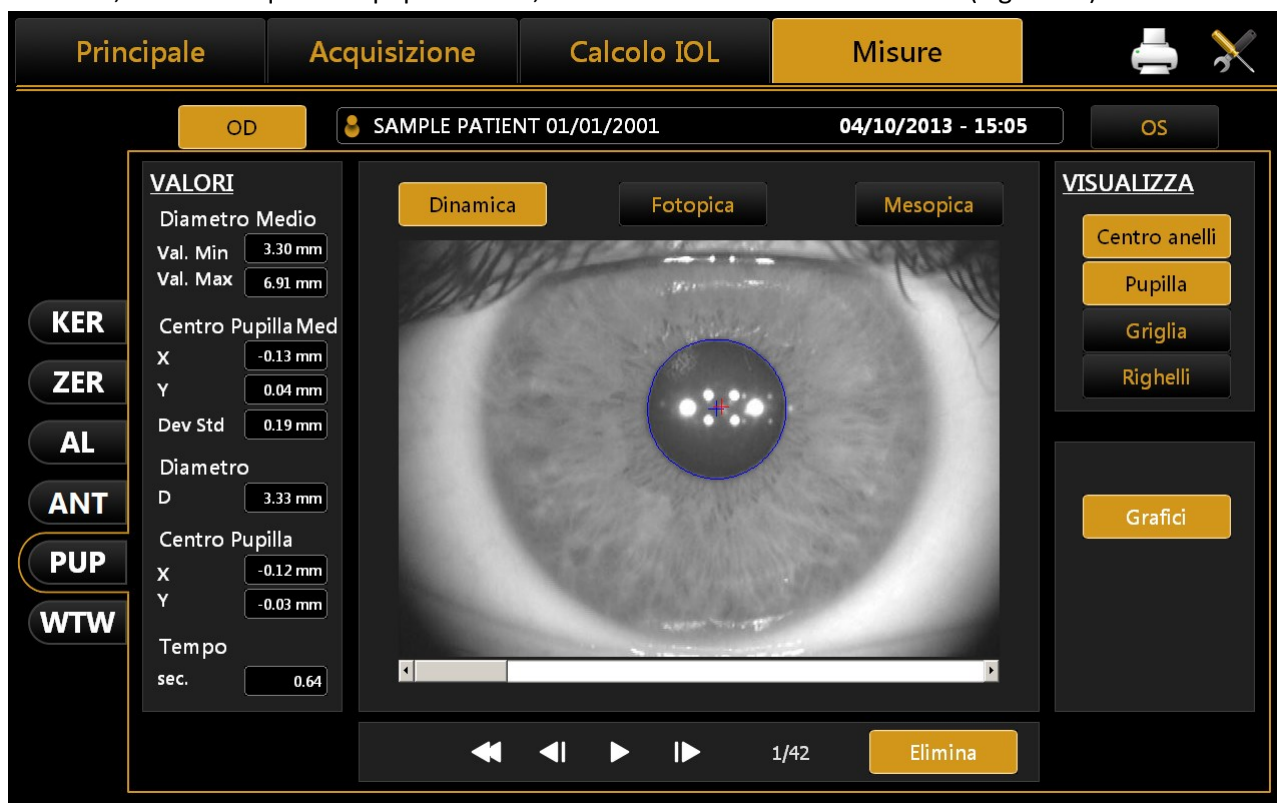 Principale Acquisizione Calcolo IOL Misure
OD SAMPLE PATIENT 01/01/2001 04/10/2013 - 15:05 OS
VALORI
Diametro Medio
Val. Min 3.30 mm
Val. Max 6.91 mm
Centro Pupilla Med
X -0.13 mm
Y 0.04 mm
Dev Std 0.19 mm
Diametro
D 3.33 mm
Centro Pupilla
X -0.12 mm
Y -0.03 mm
Tempo
sec. 0.64
KER
ZER
AL
ANT
PUP
WTW
Dinamica Fotopica Mesopica
1/42 Elimina
VISUALIZZA
Centro anelli
Pupilla
Griglia
Righelli
Grafici